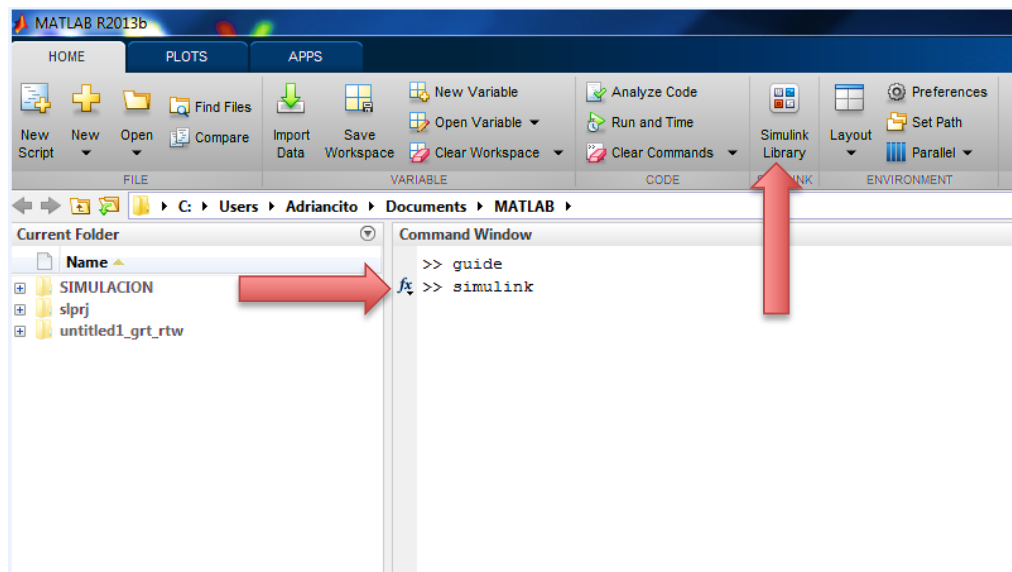 MATLAB R2013b
HOME PLOTS APPS
New Script
New
Open
Find Files
Compare
FILE
Import Data
Save Workspace
New Variable
Open Variable
Clear Workspace
VARIABLE
Analyze Code
Run and Time
Clear Commands
CODE
Simulink Library
Layout
Preferences
Set Path
Parallel
ENVIRONMENT
C: Users Adriancito Documents MATLAB
Current Folder
Name
SIMULACION
slprj
untitled1_grt_rtw
Command Window
>> guide
fx >> simulink